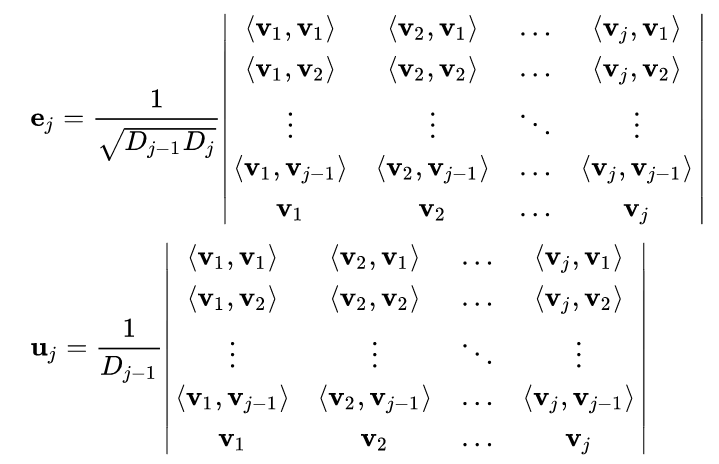 \mathbf{e}_j = \frac{1}{\sqrt{D_{j-1} D_j}} \begin{vmatrix} \langle \mathbf{v}_1, \mathbf{v}_1 \rangle & \langle \mathbf{v}_2, \mathbf{v}_1 \rangle & \dots & \langle \mathbf{v}_j, \mathbf{v}_1 \rangle \\ \langle \mathbf{v}_1, \mathbf{v}_2 \rangle & \langle \mathbf{v}_2, \mathbf{v}_2 \rangle & \dots & \langle \mathbf{v}_j, \mathbf{v}_2 \rangle \\ \vdots & \vdots & \ddots & \vdots \\ \langle \mathbf{v}_1, \mathbf{v}_{j-1} \rangle & \langle \mathbf{v}_2, \mathbf{v}_{j-1} \rangle & \dots & \langle \mathbf{v}_j, \mathbf{v}_{j-1} \rangle \\ \mathbf{v}_1 & \mathbf{v}_2 & \dots & \mathbf{v}_j \end{vmatrix}
\mathbf{u}_j = \frac{1}{D_{j-1}} \begin{vmatrix} \langle \mathbf{v}_1, \mathbf{v}_1 \rangle & \langle \mathbf{v}_2, \mathbf{v}_1 \rangle & \dots & \langle \mathbf{v}_j, \mathbf{v}_1 \rangle \\ \langle \mathbf{v}_1, \mathbf{v}_2 \rangle & \langle \mathbf{v}_2, \mathbf{v}_2 \rangle & \dots & \langle \mathbf{v}_j, \mathbf{v}_2 \rangle \\ \vdots & \vdots & \ddots & \vdots \\ \langle \mathbf{v}_1, \mathbf{v}_{j-1} \rangle & \langle \mathbf{v}_2, \mathbf{v}_{j-1} \rangle & \dots & \langle \mathbf{v}_j, \mathbf{v}_{j-1} \rangle \\ \mathbf{v}_1 & \mathbf{v}_2 & \dots & \mathbf{v}_j \end{vmatrix}